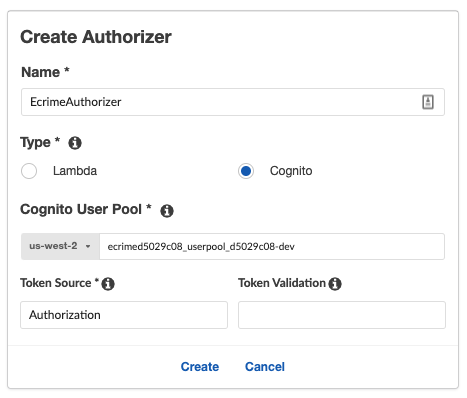 Create Authorizer
Name *
EcrimeAuthorizer
Type *
Lambda Cognito
Cognito User Pool *
us-west-2 ecrimed5029c08_userpool_d5029c08-dev
Token Source * Token Validation
Authorization
Create Cancel